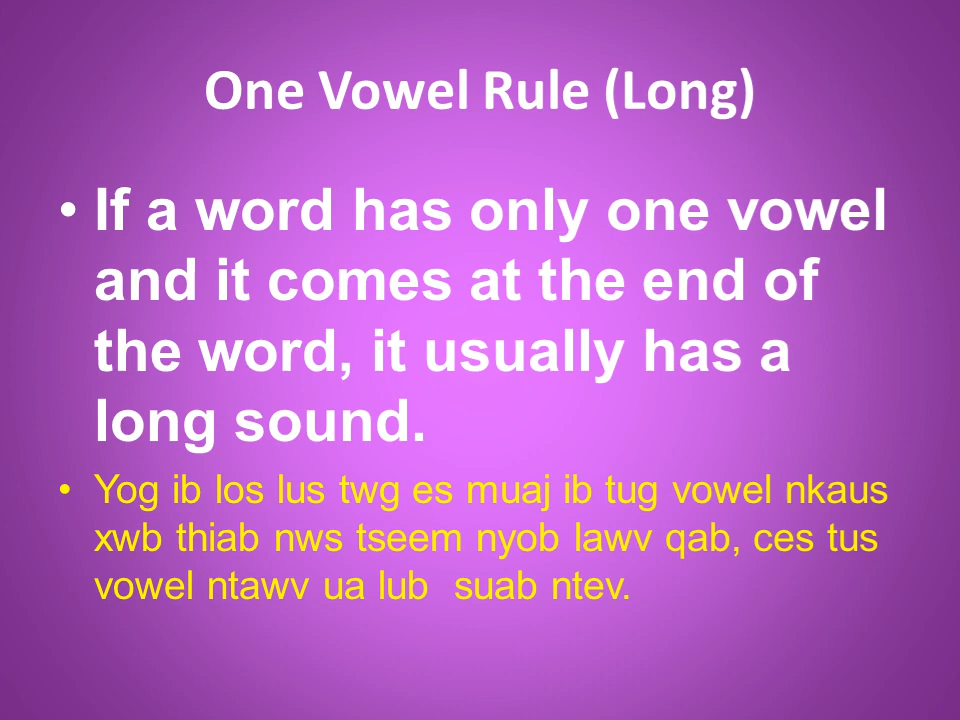 One Vowel Rule (Long)
• If a word has only one vowel
and it comes at the end of
the word, it usually has a
long sound.
• Yog ib los lus twg es muaj ib tug vowel nkaus
xwb thiab nws tseem nyob lawv qab, ces tus
vowel ntawv ua lub  suab ntev.